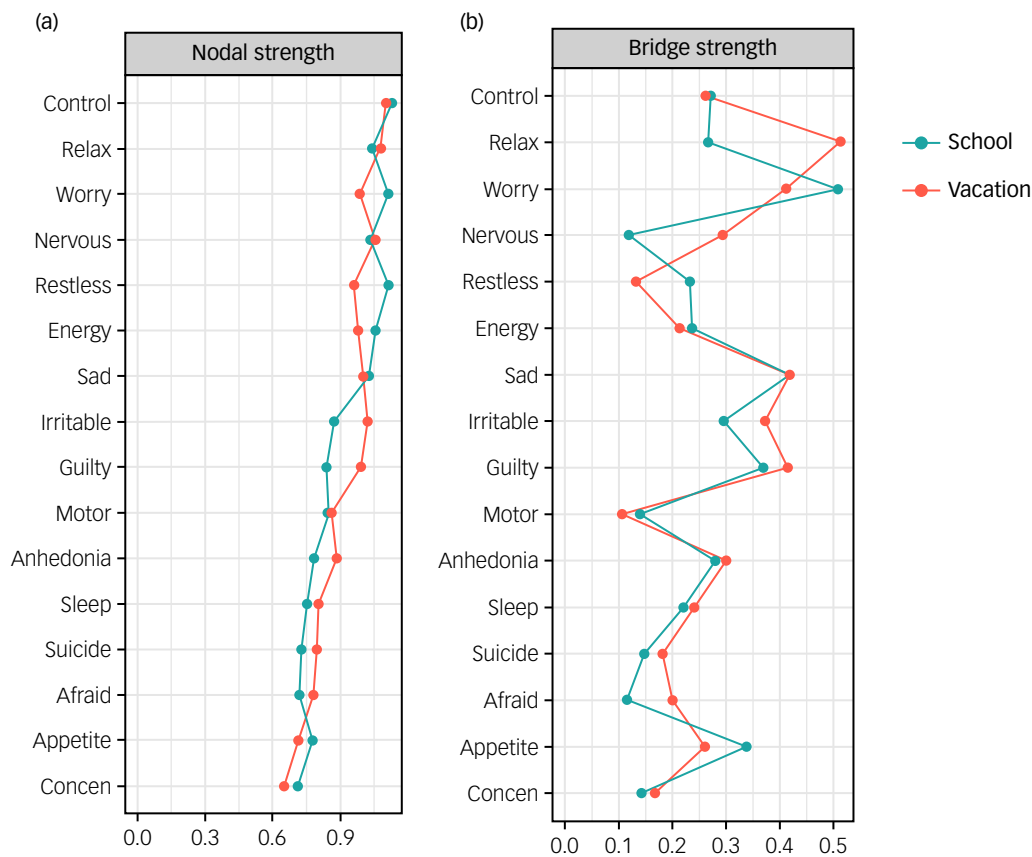 (a)
Nodal strength
Control
Relax
Worry
Nervous
Restless
Energy
Sad
Irritable
Guilty
Motor
Anhedonia
Sleep
Suicide
Afraid
Appetite
Concen
0.0 0.3 0.6 0.9
(b)
Bridge strength
Control
Relax
Worry
Nervous
Restless
Energy
Sad
Irritable
Guilty
Motor
Anhedonia
Sleep
Suicide
Afraid
Appetite
Concen
0.0 0.1 0.2 0.3 0.4 0.5
School
Vacation